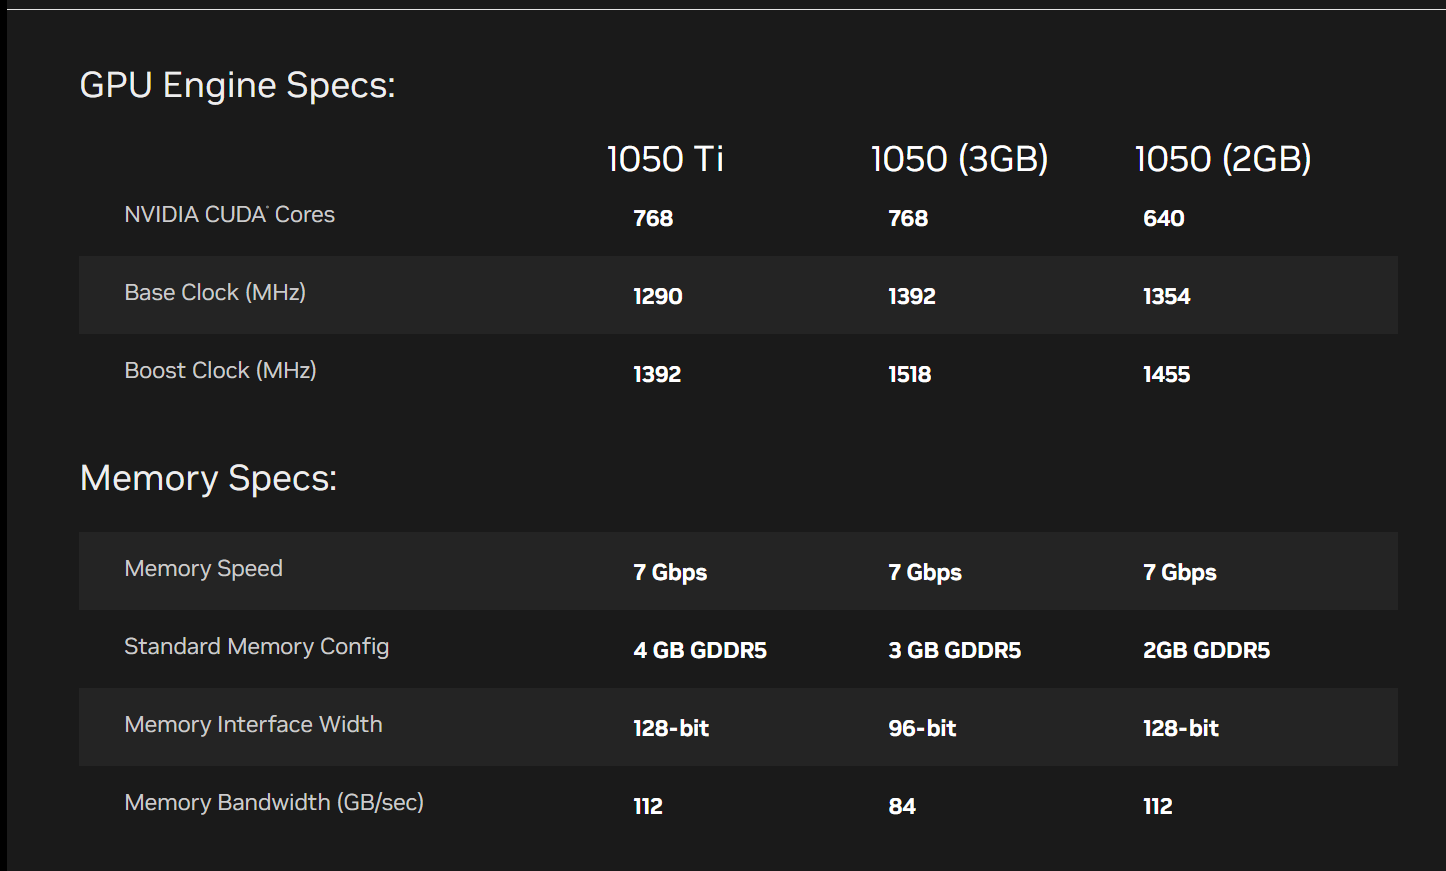 GPU Engine Specs:
1050 Ti 1050 (3GB) 1050 (2GB)
NVIDIA CUDA® Cores 768 768 640
Base Clock (MHz) 1290 1392 1354
Boost Clock (MHz) 1392 1518 1455
Memory Specs:
Memory Speed 7 Gbps 7 Gbps 7 Gbps
Standard Memory Config 4 GB GDDR5 3 GB GDDR5 2GB GDDR5
Memory Interface Width 128-bit 96-bit 128-bit
Memory Bandwidth (GB/sec) 112 84 112